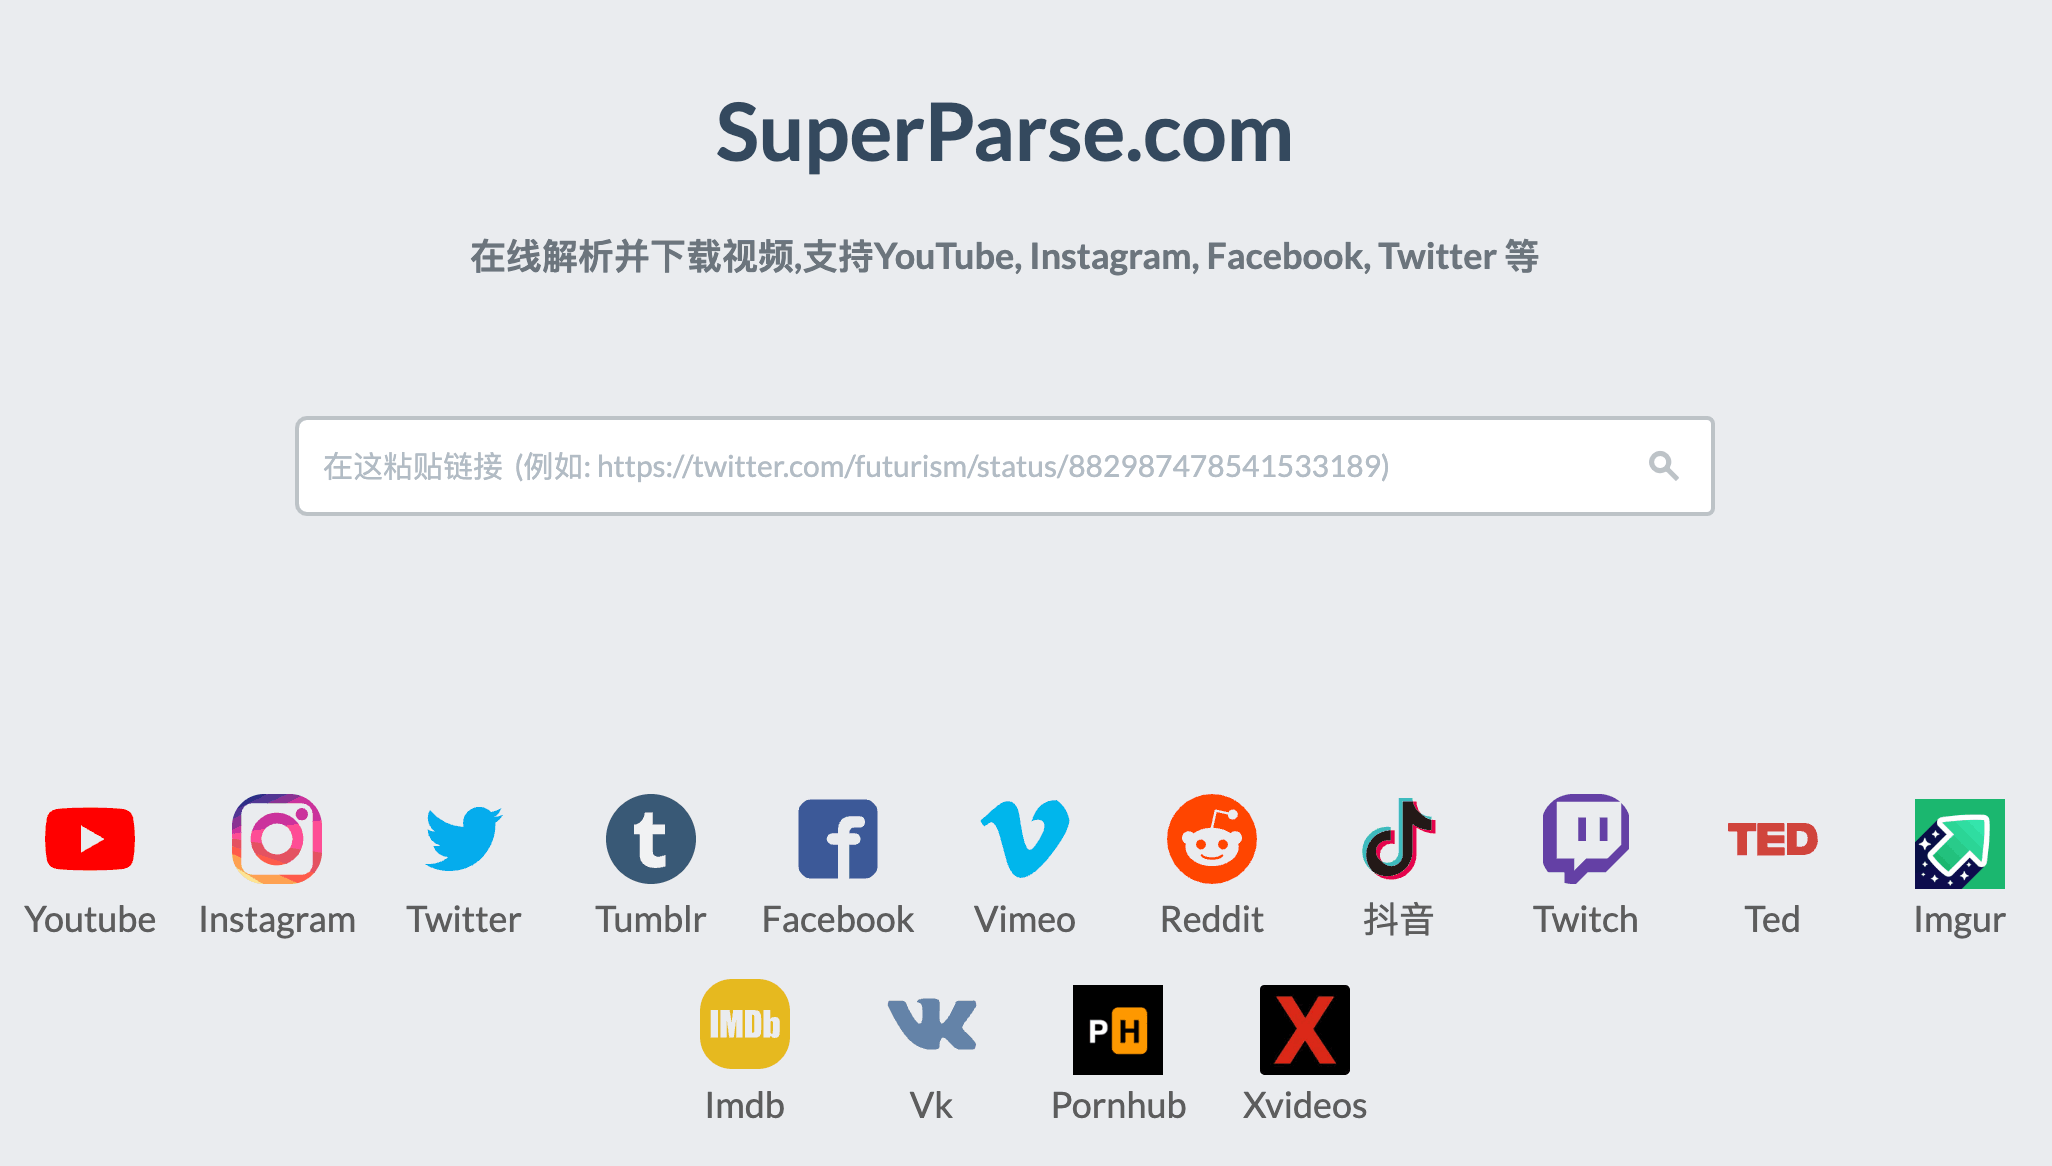 SuperParse.com
在线解析并下载视频,支持YouTube, Instagram, Facebook, Twitter 等
在这粘贴链接 (例如: https://twitter.com/futurism/status/882987478541533189)
TED
Youtube Instagram Twitter Tumblr Facebook Vimeo Reddit 抖音 Twitch Ted Imgur
IMDb PH X
Imdb Vk Pornhub Xvideos